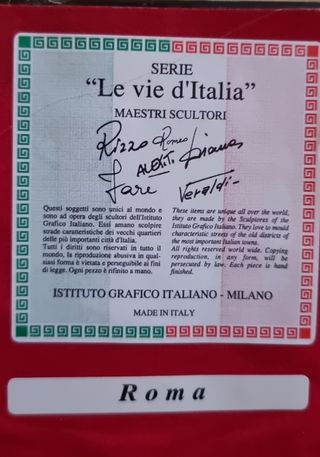 SERIE
“Le vie d'Italia”
MAESTRI SCULTORI
Rizzo Romeo
Fare
Veraldi
Questi soggetti sono unici al mondo e
sono ad opera degli scultori dell'Istituto
Grafico Italiano. Essi amano scolpire
strade caratteristiche dei vecchi quartieri
delle più importanti città d'Italia.
Tutti i diritti sono riservati in tutto il
mondo, la riproduzione abusiva in qual-
siasi forma è vietata e perseguibile ai fini
di legge. Ogni pezzo è rifinito a mano.
These items are unique all over the world,
they are made by the Sculptores of the
Istituto Grafico Italiano. They love to mould
characteristic streep of the old districts of
the most important Italian towns.
All rights reserved world wide. Copying
reproduction, in any form, will be
persecuted by law. Each piece is hand
finished.
ISTITUTO GRAFICO ITALIANO - MILANO
MADE IN ITALY
Roma